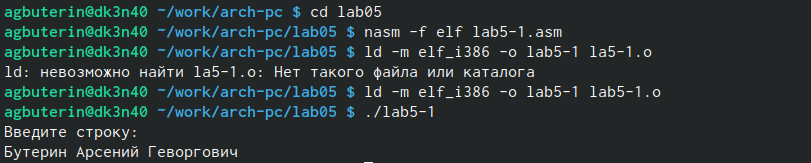 agbuterin@dk3n40 ~/work/arch-pc $ cd lab05
agbuterin@dk3n40 ~/work/arch-pc/lab05 $ nasm -f elf lab5-1.asm
agbuterin@dk3n40 ~/work/arch-pc/lab05 $ ld -m elf_i386 -o lab5-1 la5-1.o
ld: невозможно найти la5-1.o: Нет такого файла или каталога
agbuterin@dk3n40 ~/work/arch-pc/lab05 $ ld -m elf_i386 -o lab5-1 lab5-1.o
agbuterin@dk3n40 ~/work/arch-pc/lab05 $ ./lab5-1
Введите строку:
Бутерин Арсений Геворгович